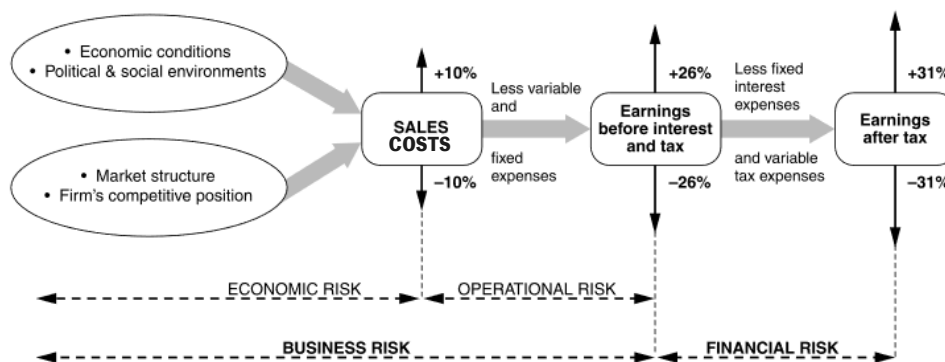 • Economic conditions
• Political & social environments
• Market structure
• Firm's competitive position
+10%
SALES
COSTS
–10%
Less variable
and
fixed
expenses
+26%
Earnings
before interest
and tax
–26%
Less fixed
interest
expenses
and variable
tax expenses
+31%
Earnings
after tax
–31%
ECONOMIC RISK
OPERATIONAL RISK
BUSINESS RISK
FINANCIAL RISK